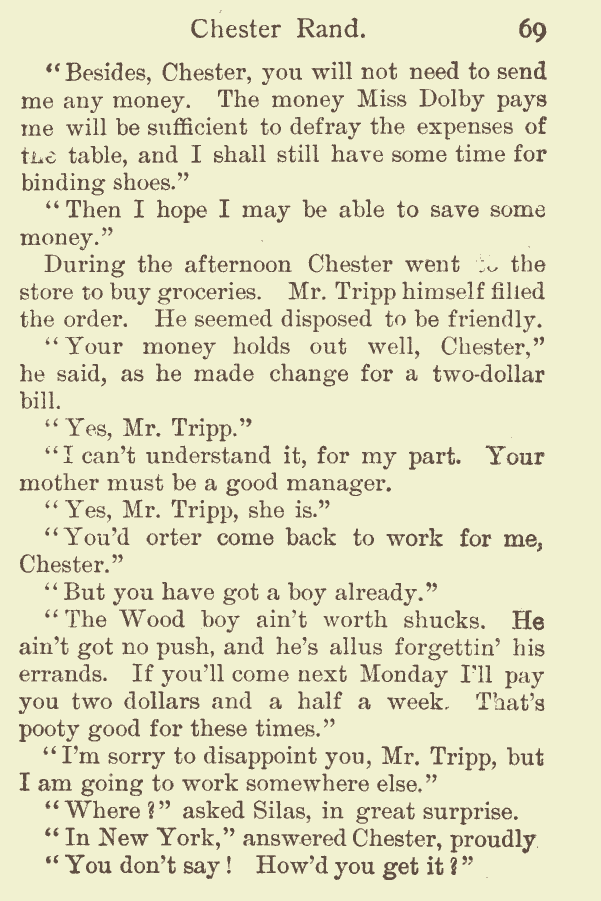 Chester Rand. 69
“Besides, Chester, you will not need to send
me any money. The money Miss Dolby pays
me will be sufficient to defray the expenses of
the table, and I shall still have some time for
binding shoes.”
“Then I hope I may be able to save some
money.”
During the afternoon Chester went to the
store to buy groceries. Mr. Tripp himself filled
the order. He seemed disposed to be friendly.
“Your money holds out well, Chester,”
he said, as he made change for a two-dollar
bill.
“Yes, Mr. Tripp.”
“I can't understand it, for my part. Your
mother must be a good manager.
“Yes, Mr. Tripp, she is.”
“You'd orter come back to work for me,
Chester.”
“But you have got a boy already.”
“The Wood boy ain't worth shucks. He
ain't got no push, and he's allus forgettin' his
errands. If you'll come next Monday I'll pay
you two dollars and a half a week. That's
pooty good for these times.”
“I'm sorry to disappoint you, Mr. Tripp, but
I am going to work somewhere else.”
“Where?” asked Silas, in great surprise.
“In New York,” answered Chester, proudly
“You don't say! How'd you get it?”